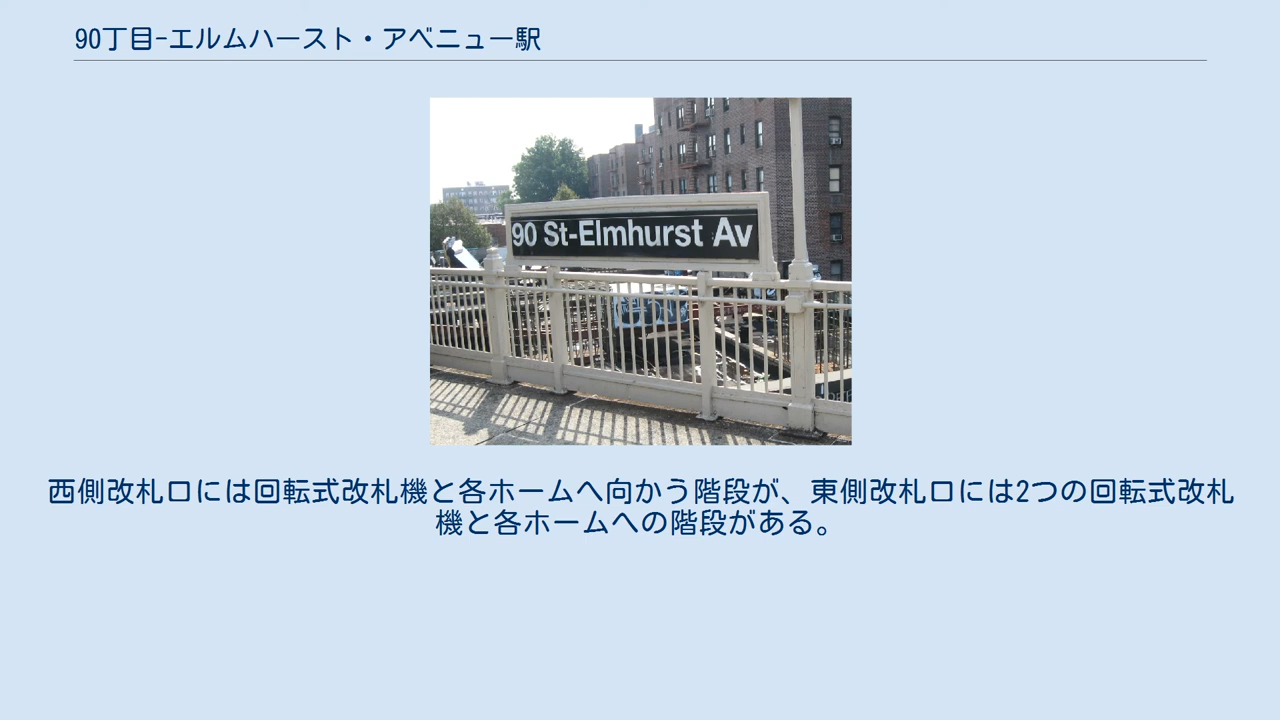 90丁目-エルムハースト・アベニュー駅
90 St-Elmhurst Av
西側改札口には回転式改札機と各ホームへ向かう階段が、東側改札口には2つの回転式改札
機と各ホームへの階段がある。